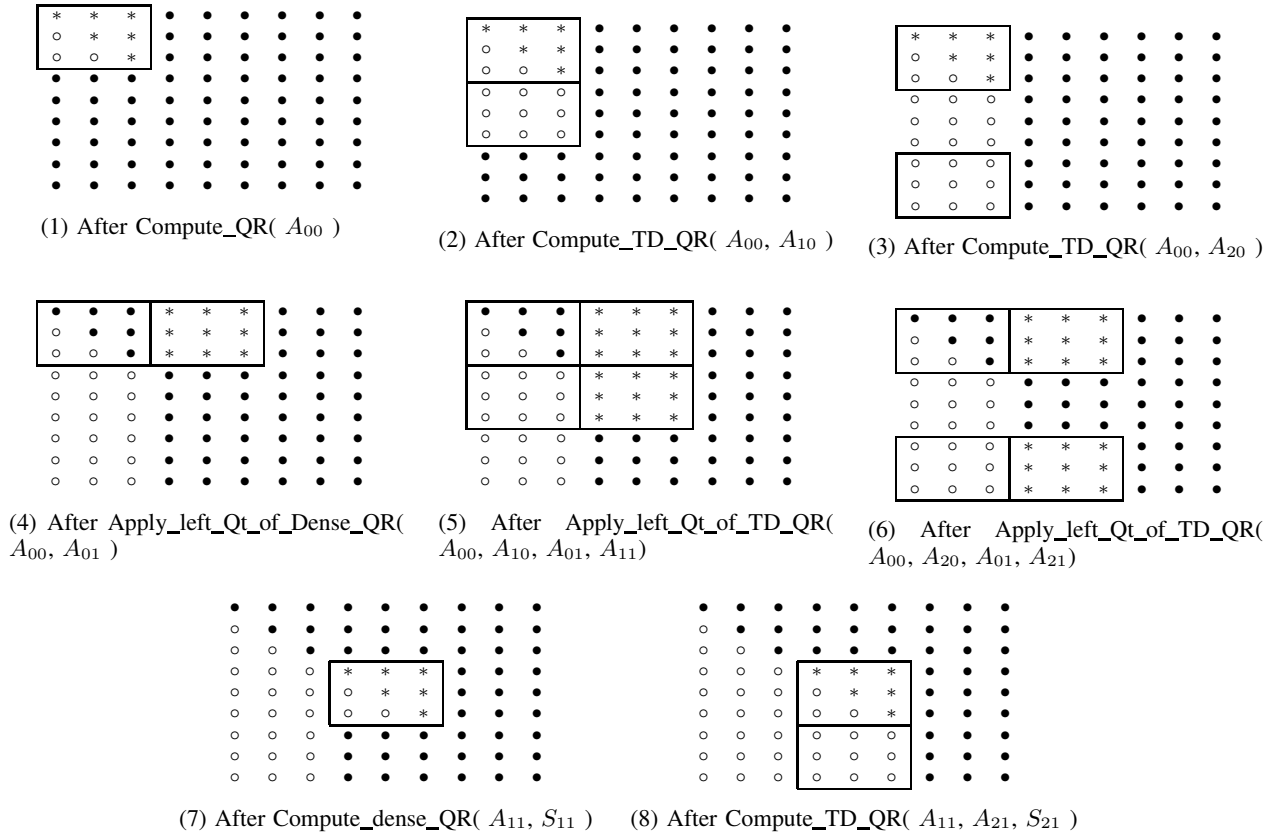 (1) After Compute_QR( A00 )
(2) After Compute_TD_QR( A00, A10 )
(3) After Compute_TD_QR( A00, A20 )
(4) After Apply_left_Qt_of_Dense_QR(
A00, A01 )
(5) After Apply_left_Qt_of_TD_QR(
A00, A10, A01, A11)
(6) After Apply_left_Qt_of_TD_QR(
A00, A20, A01, A21)
(7) After Compute_dense_QR( A11, S11 )
(8) After Compute_TD_QR( A11, A21, S21 )